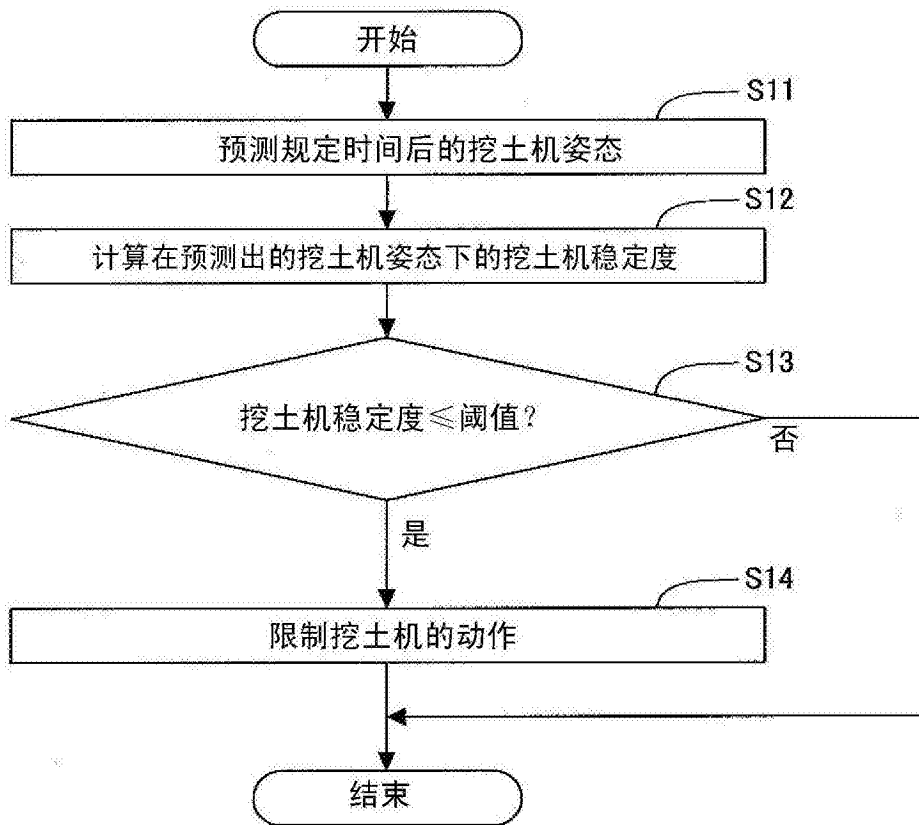 开始
S11
预测规定时间后的挖土机姿态
S12
计算在预测出的挖土机姿态下的挖土机稳定度
S13
挖土机稳定度≤阈值?
否
是
S14
限制挖土机的动作
结束